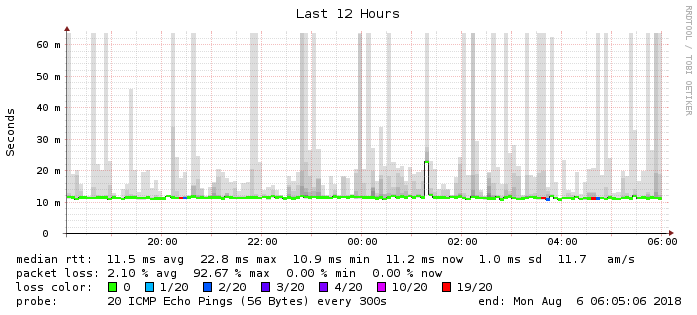 Last 12 Hours
RRDTOOL / TOBI OETIKER
Seconds
60 m
50 m
40 m
30 m
20 m
10 m
0
20:00 22:00 00:00 02:00 04:00 06:00
median rtt: 11.5 ms avg 22.8 ms max 10.9 ms min 11.2 ms now 1.0 ms sd 11.7 am/s
packet loss: 2.10 % avg 92.67 % max 0.00 % min 0.00 % now
loss color: 0 1/20 2/20 3/20 4/20 10/20 19/20
probe: 20 ICMP Echo Pings (56 Bytes) every 300s end: Mon Aug 6 06:05:06 2018